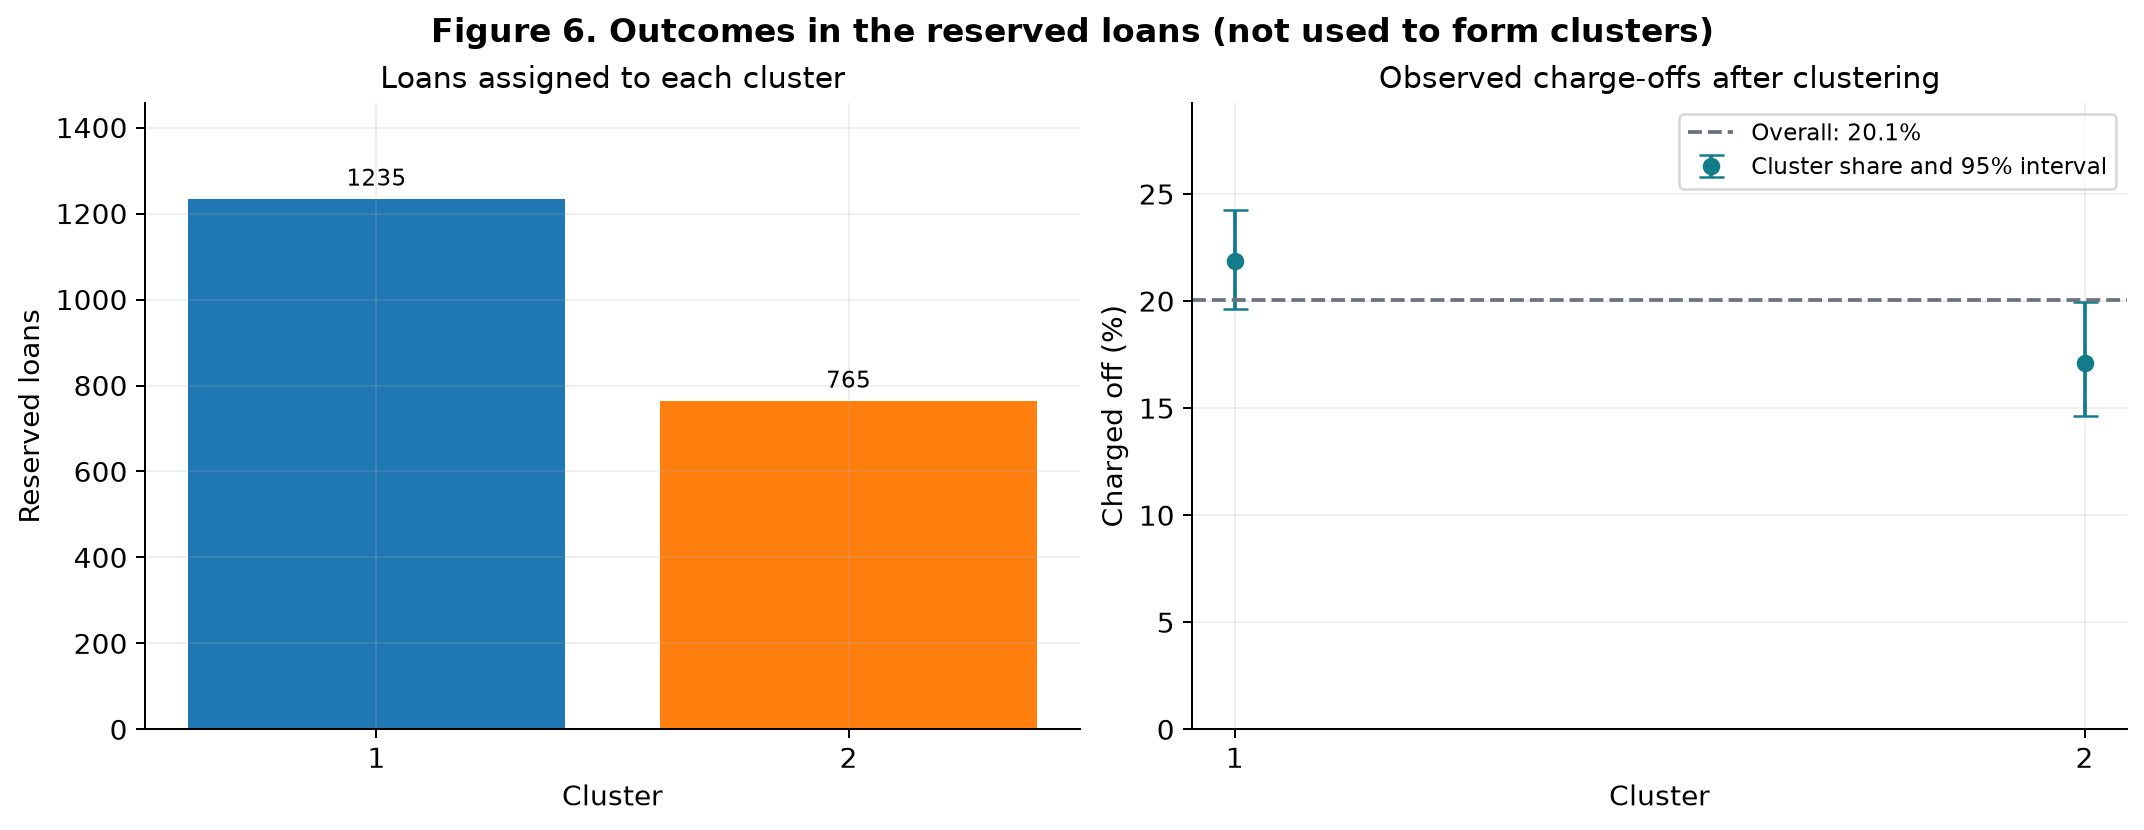 Figure 6. Outcomes in the reserved loans (not used to form clusters)
Loans assigned to each cluster
Reserved loans
1400
1200
1000
800
600
400
200
0
1235
765
1
2
Cluster
Observed charge-offs after clustering
Overall: 20.1%
Cluster share and 95% interval
Charged off (%)
25
20
15
10
5
0
1
2
Cluster